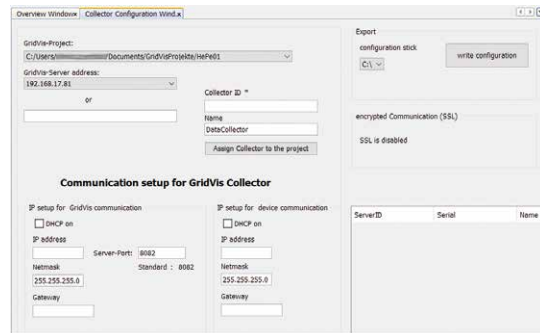 Overview Window× Collector Configuration Wind.×
GridVis-Project:
C:/Users/ /Documents/GridVisProjekte/HePe01
GridVis-Server address:
192.168.17.81
or
Collector ID *
Name
DataCollector
Assign Collector to the project
Export
configuration stick
C:\
write configuration
encrypted Communication (SSL)
SSL is disabled
Communication setup for GridVis Collector
IP setup for GridVis communication
DHCP on
IP address
Server-Port: 8082
Netmask
Standard : 8082
255.255.255.0
Gateway
IP setup for device communication
DHCP on
IP address
Netmask
255.255.255.0
Gateway
ServerID Serial Name